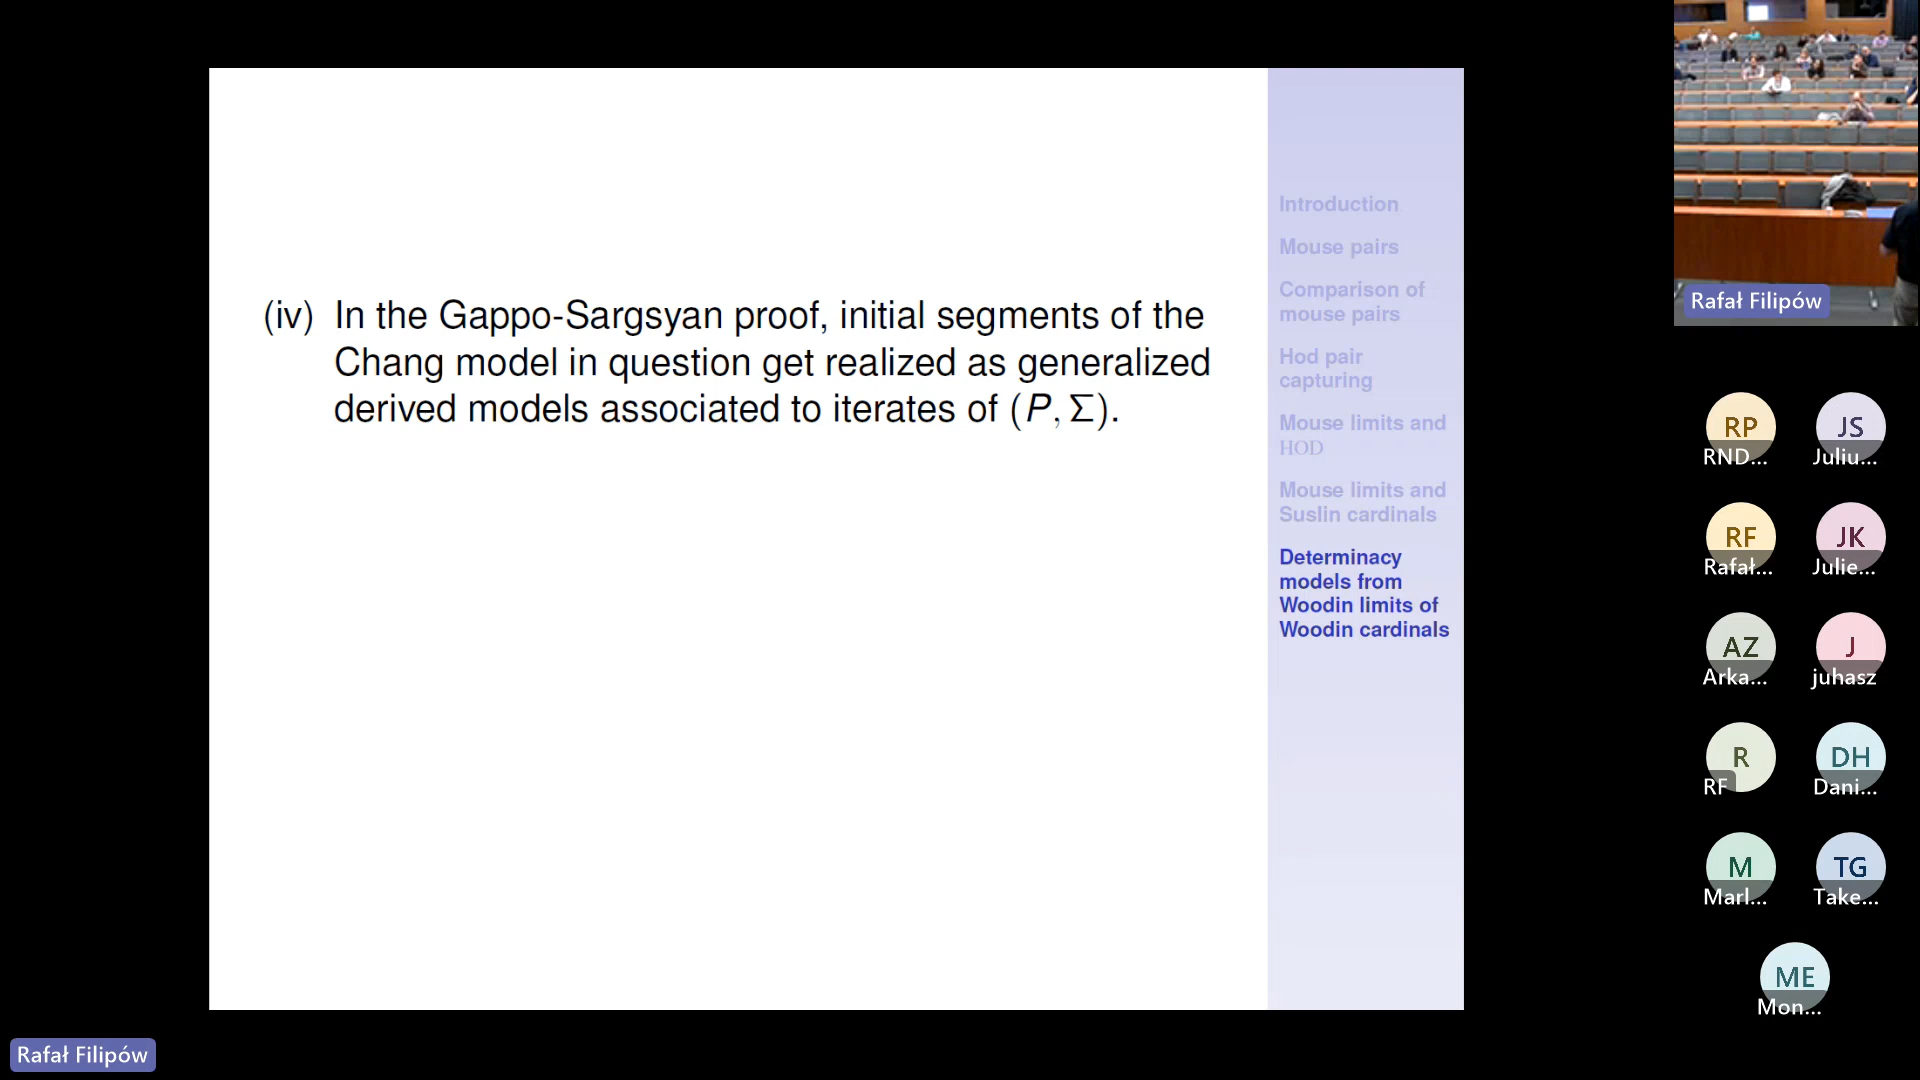 (iv) In the Gappo-Sargsyan proof, initial segments of the
Chang model in question get realized as generalized
derived models associated to iterates of (P, Σ).
Introduction
Mouse pairs
Comparison of
mouse pairs
Hod pair
capturing
Mouse limits and
HOD
Mouse limits and
Suslin cardinals
Determinacy
models from
Woodin limits of
Woodin cardinals
Rafał Filipów
RP
RND...
JS
Juliu...
RF
Rafał...
JK
Julie...
AZ
Arka...
J
juhasz
R
RF
DH
Dani...
M
Marl...
TG
Take...
ME
Mon...
Rafał Filipów